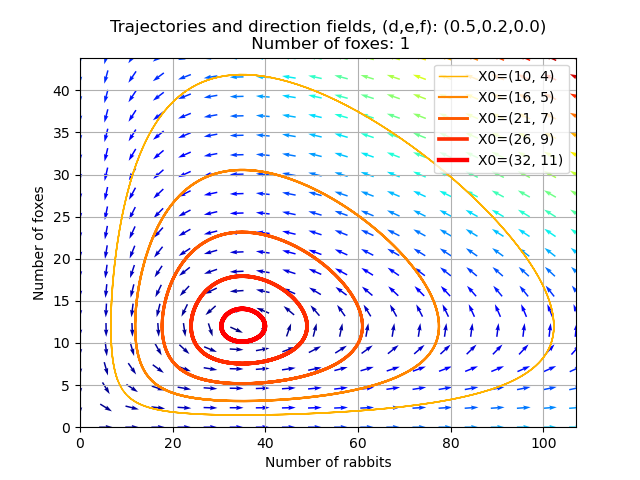 Trajectories and direction fields, (d,e,f): (0.5,0.2,0.0)
Number of foxes: 1
X0=(10, 4)
X0=(16, 5)
X0=(21, 7)
X0=(26, 9)
X0=(32, 11)
Number of foxes
40
35
30
25
20
15
10
5
0
0 20 40 60 80 100
Number of rabbits